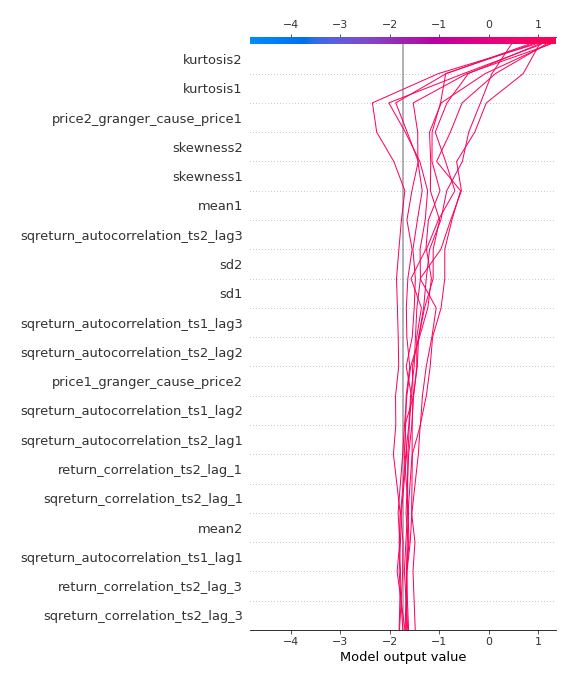 −4 −3 −2 −1 0 1
kurtosis2
kurtosis1
price2_granger_cause_price1
skewness2
skewness1
mean1
sqreturn_autocorrelation_ts2_lag3
sd2
sd1
sqreturn_autocorrelation_ts1_lag3
sqreturn_autocorrelation_ts2_lag2
price1_granger_cause_price2
sqreturn_autocorrelation_ts1_lag2
sqreturn_autocorrelation_ts2_lag1
return_correlation_ts2_lag_1
sqreturn_correlation_ts2_lag_1
mean2
sqreturn_autocorrelation_ts1_lag1
return_correlation_ts2_lag_3
sqreturn_correlation_ts2_lag_3
−4 −3 −2 −1 0 1
Model output value